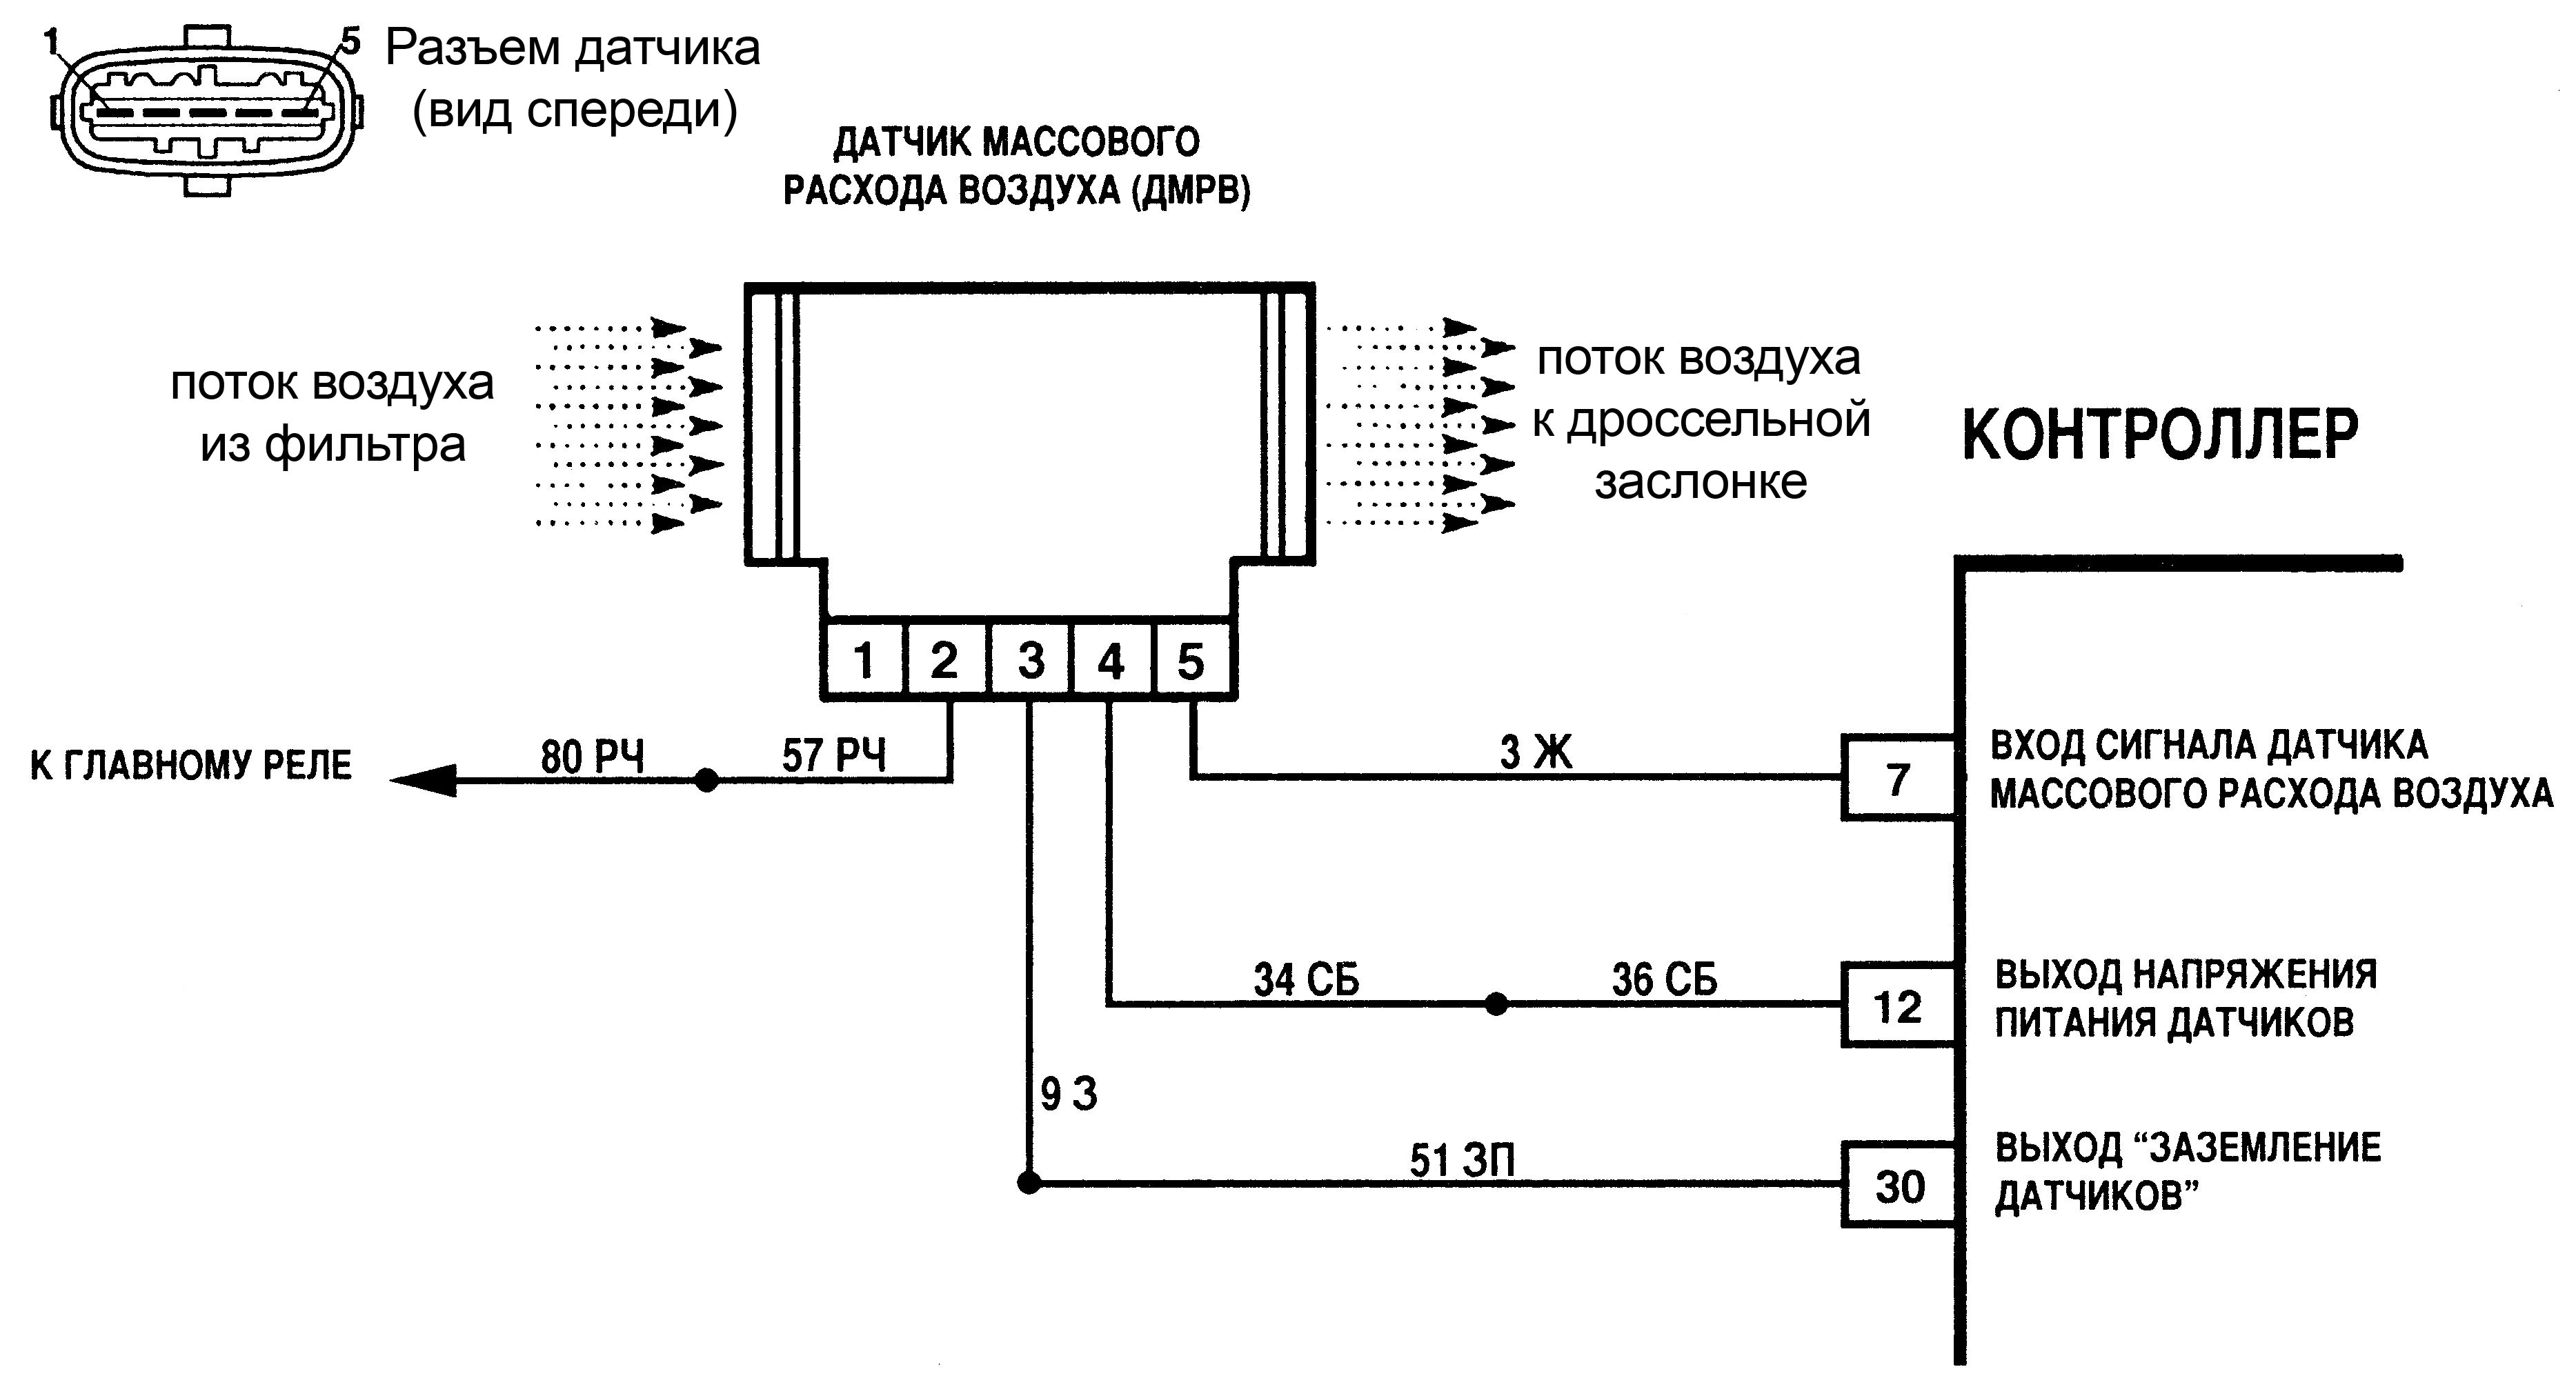 1
5
Разъем датчика
(вид спереди)
ДАТЧИК МАССОВОГО
РАСХОДА ВОЗДУХА (ДМРВ)
поток воздуха
из фильтра
поток воздуха
к дроссельной
заслонке
КОНТРОЛЛЕР
1 2 3 4 5
К ГЛАВНОМУ РЕЛЕ
80 РЧ
57 РЧ
3 Ж
7
ВХОД СИГНАЛА ДАТЧИКА
МАССОВОГО РАСХОДА ВОЗДУХА
34 СБ
36 СБ
12
ВЫХОД НАПРЯЖЕНИЯ
ПИТАНИЯ ДАТЧИКОВ
9 З
51 ЗП
30
ВЫХОД “ЗАЗЕМЛЕНИЕ
ДАТЧИКОВ”